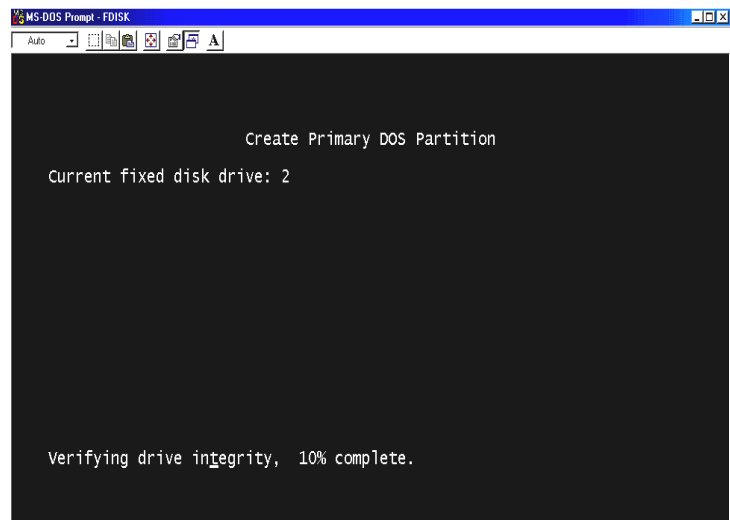 MS-DOS Prompt - FDISK
Auto
A
Create Primary DOS Partition
Current fixed disk drive: 2
Verifying drive integrity, 10% complete.